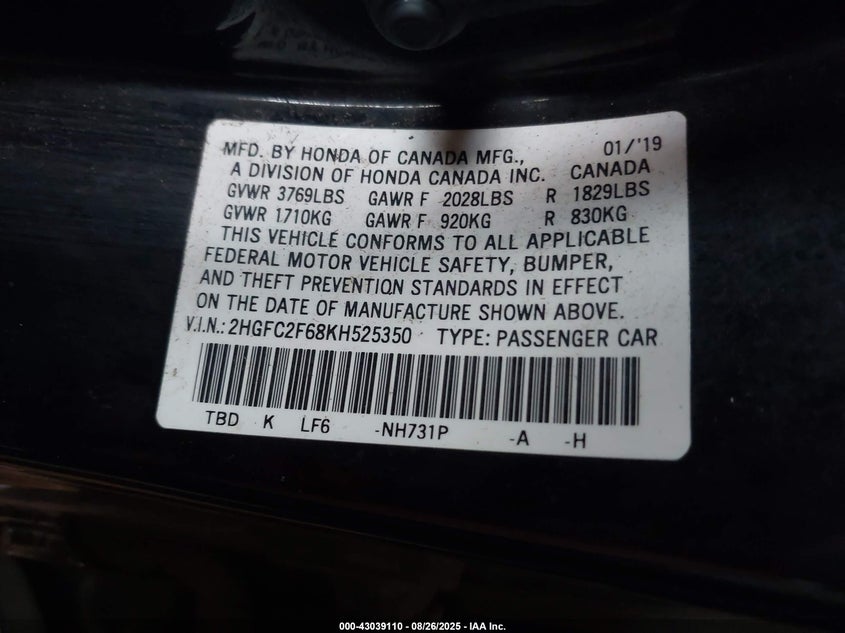 MFD. BY HONDA OF CANADA MFG., 01/'19
A DIVISION OF HONDA CANADA INC. CANADA
GVWR 3769LBS GAWR F 2028LBS R 1829LBS
GVWR 1710KG GAWR F 920KG R 830KG
THIS VEHICLE CONFORMS TO ALL APPLICABLE
FEDERAL MOTOR VEHICLE SAFETY, BUMPER,
AND THEFT PREVENTION STANDARDS IN EFFECT
ON THE DATE OF MANUFACTURE SHOWN ABOVE.
V.I.N.: 2HGFC2F68KH525350 TYPE: PASSENGER CAR
TBD K LF6 -NH731P -A -H
000-43039110 - 08/26/2025 - IAA Inc.